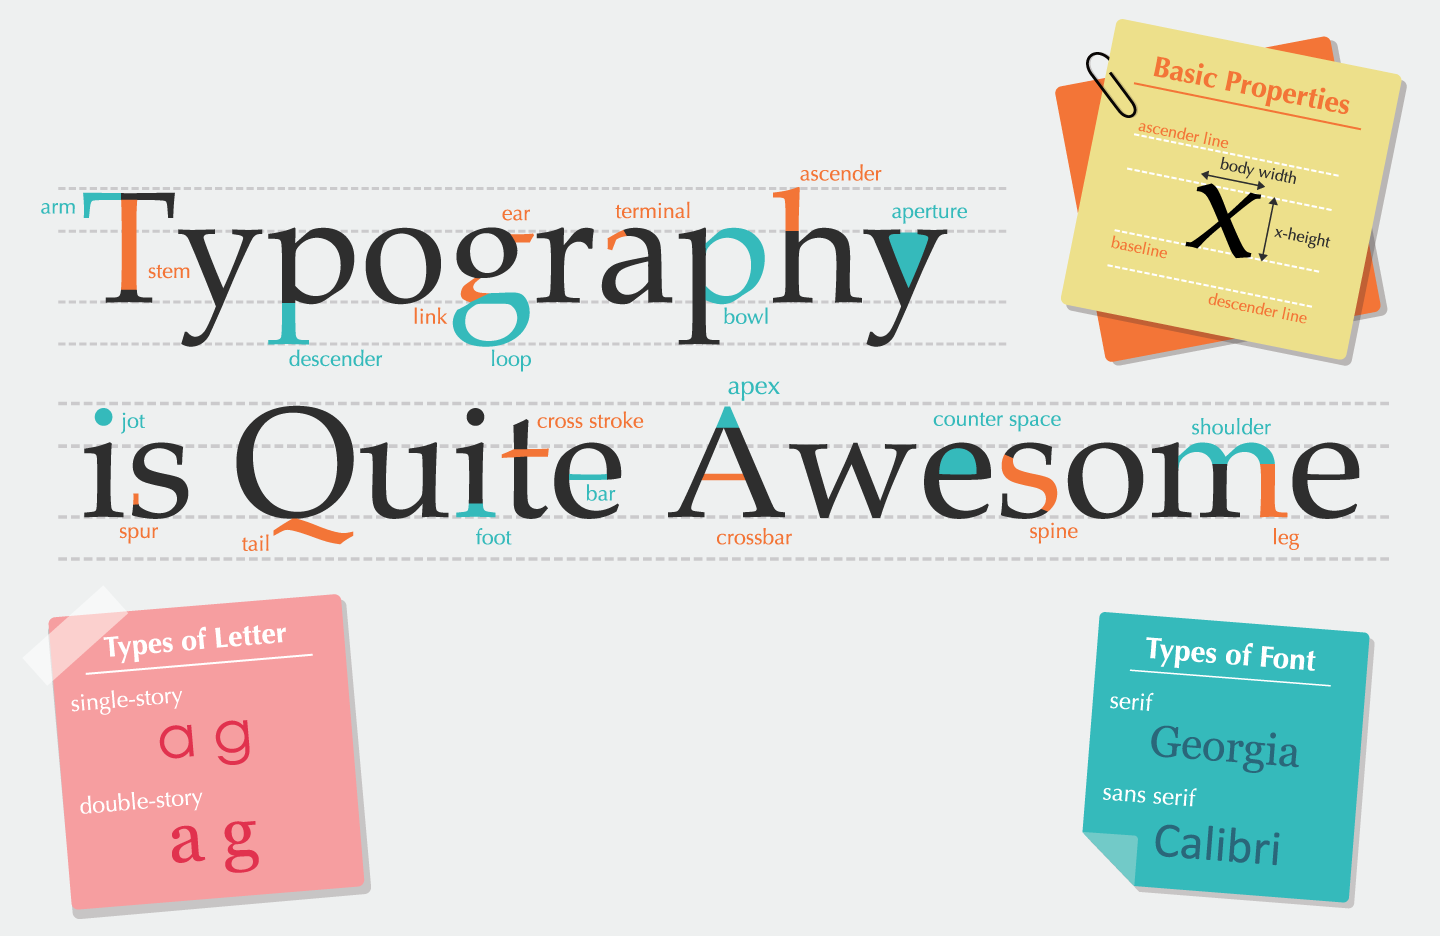 Basic Properties
ascender line
body width
x
x-height
baseline
descender line
ascender
arm
ear
terminal
aperture
Typography
stem
link
bowl
descender
loop
apex
jot
cross stroke
counter space
shoulder
is Quite Awesome
bar
spur
tail
foot
crossbar
spine
leg
Types of Letter
single-story
a g
double-story
a g
Types of Font
serif
Georgia
sans serif
Calibri